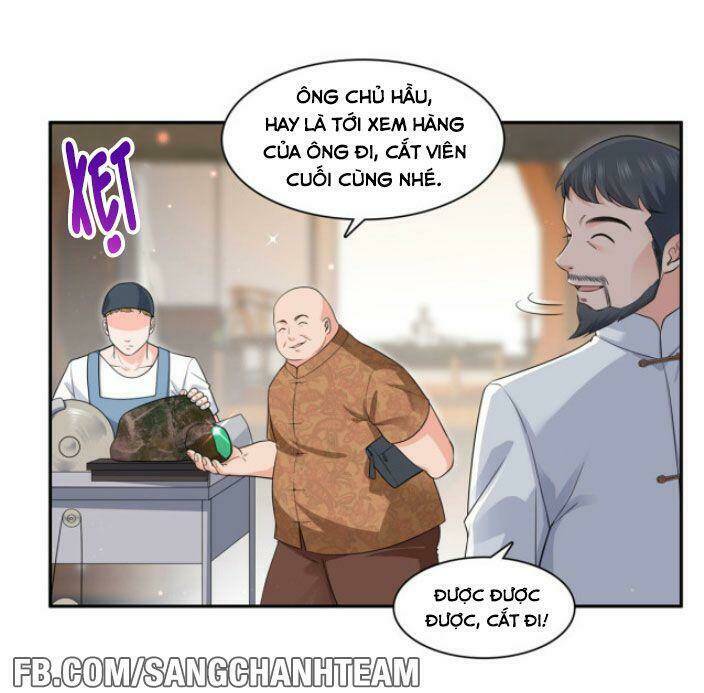 ÔNG CHỦ HẦU,
HAY LÀ TỚI XEM HÀNG
CỦA ÔNG ĐI, CẮT VIÊN
CUỐI CÙNG NHÉ.
XẸT
ĐƯỢC ĐƯỢC
ĐƯỢC, CẮT ĐI!
FB.COM/SANGCHANHTEAM